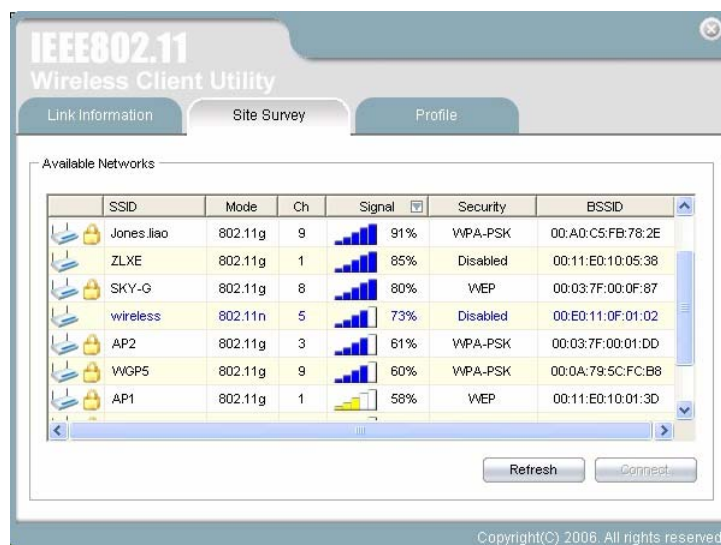 IEEE802.11
Wireless Client Utility
Link Information Site Survey Profile
Available Networks
SSID Mode Ch Signal Security BSSID
Jones.liao 802.11g 9 91% WPA-PSK 00:A0:C5:FB:78:2E
ZLXE 802.11g 1 85% Disabled 00:11:E0:10:05:38
SKY-G 802.11g 8 80% WEP 00:03:7F:00:0F:87
wireless 802.11n 5 73% Disabled 00:E0:11:0F:01:02
AP2 802.11g 3 61% WPA-PSK 00:03:7F:00:01:DD
WGP5 802.11g 9 60% WPA-PSK 00:0A:79:5C:FC:B8
AP1 802.11g 1 58% WEP 00:11:E0:10:01:3D
Refresh Connect
Copyright(C) 2006. All rights reserved